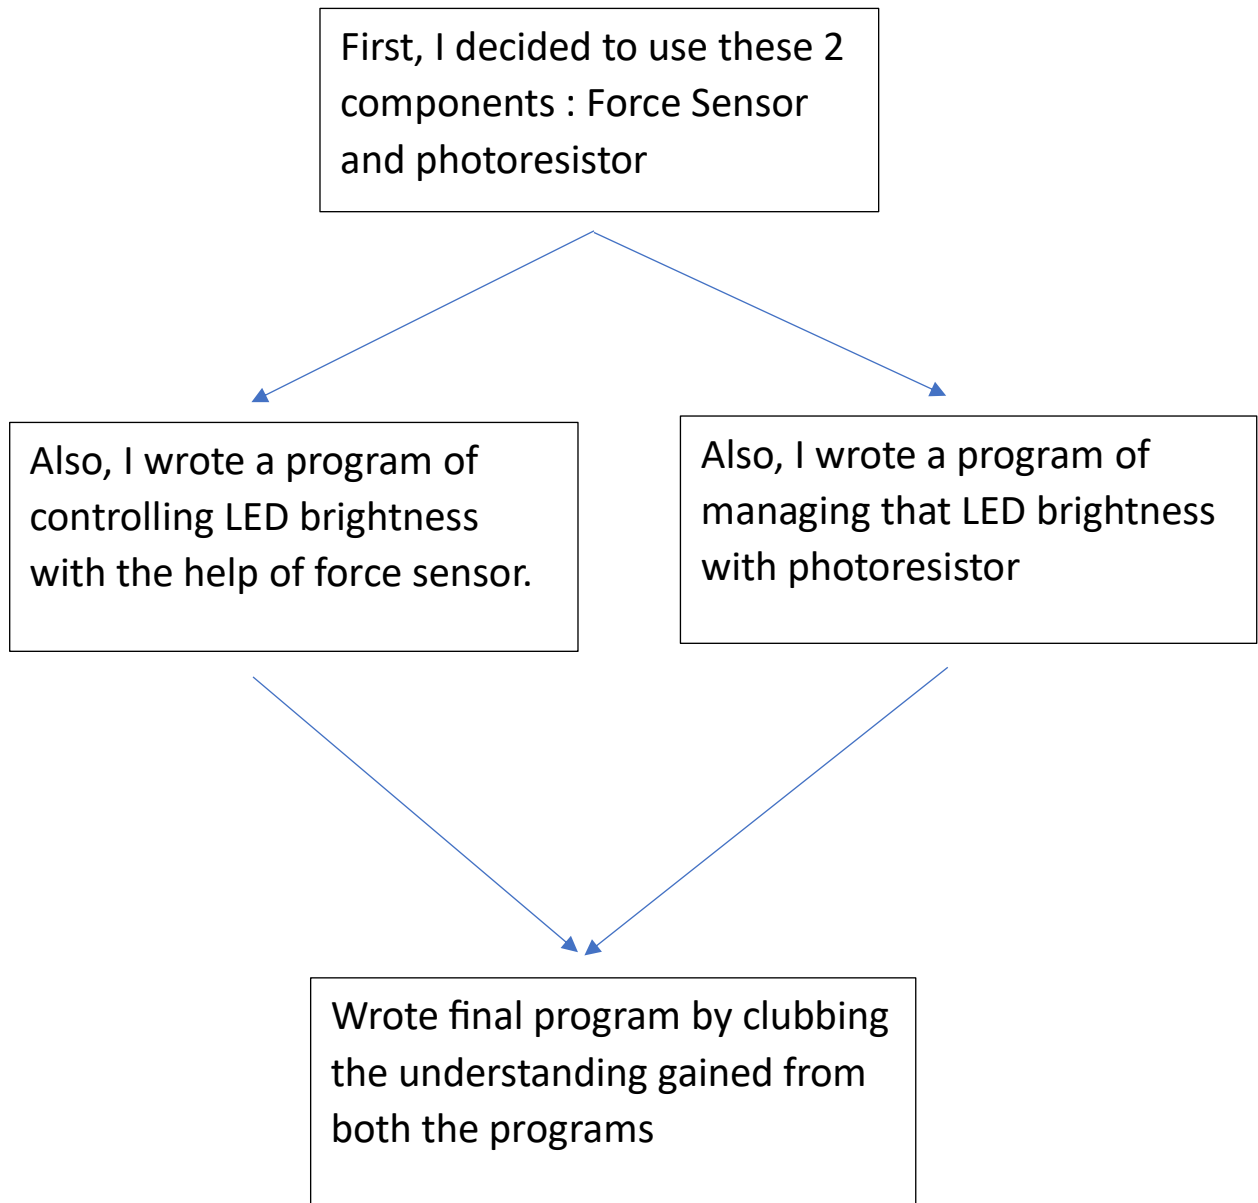 First, I decided to use these 2
components : Force Sensor
and photoresistor
Also, I wrote a program of
controlling LED brightness
with the help of force sensor.
Also, I wrote a program of
managing that LED brightness
with photoresistor
Wrote final program by clubbing
the understanding gained from
both the programs